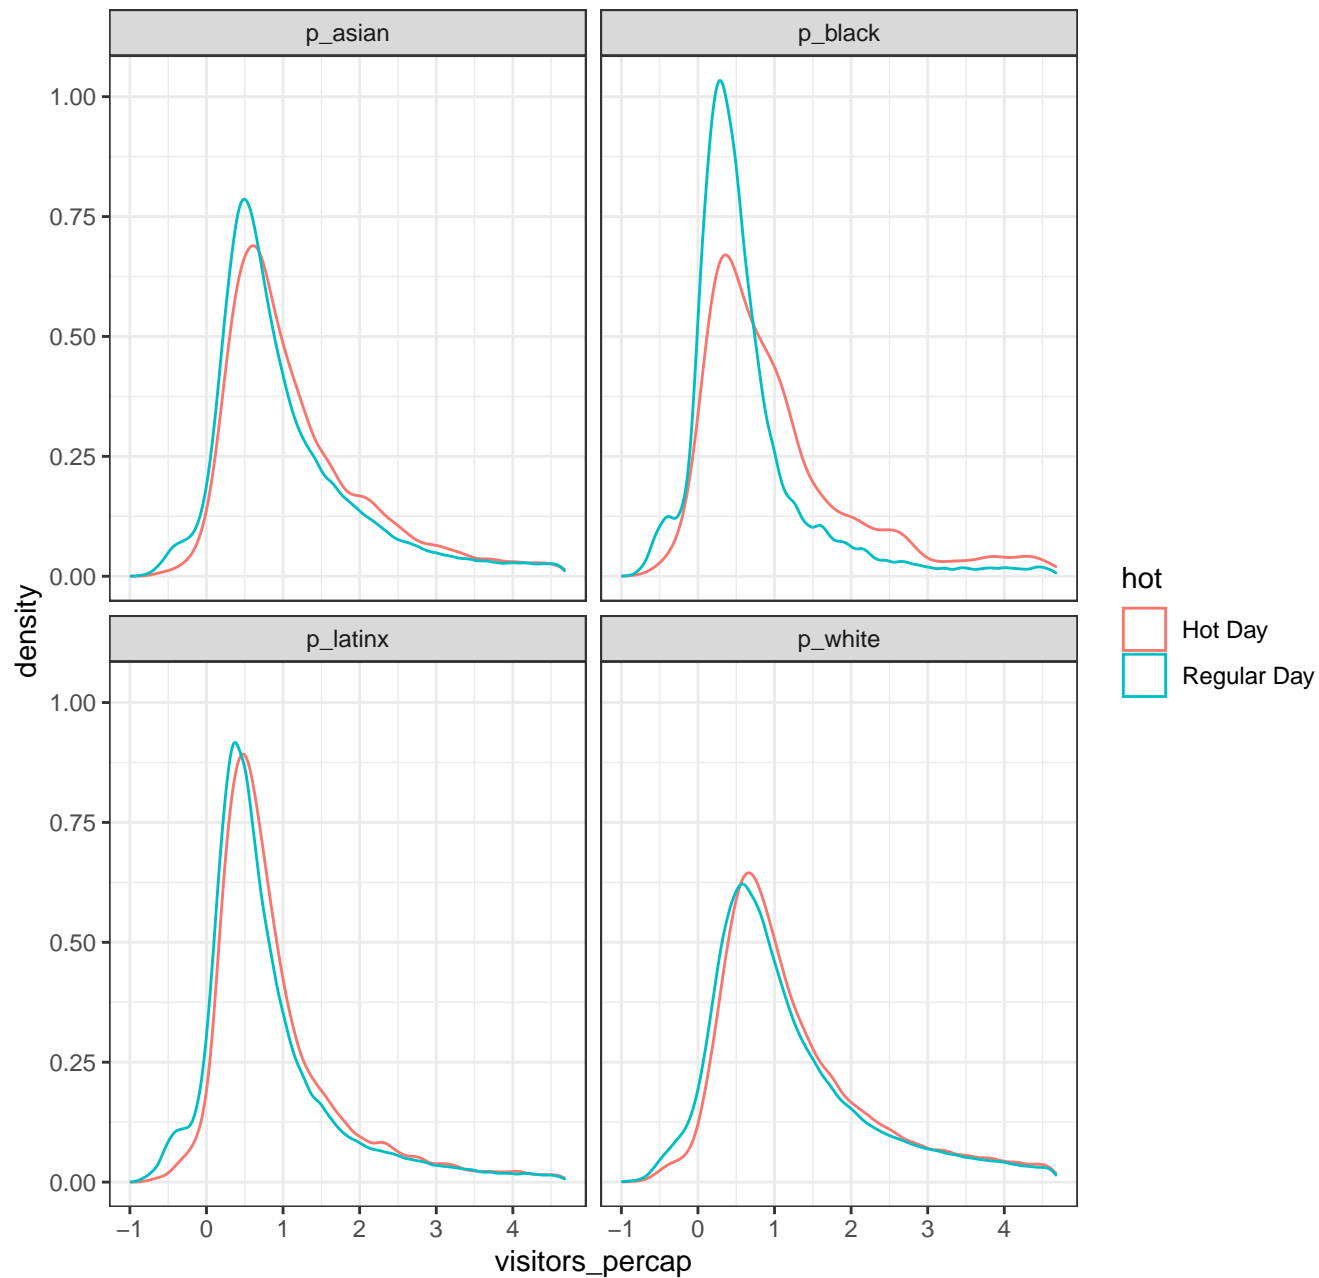 p_asian
p_black
1.00
0.75
0.50
0.25
0.00
p_latinx
p_white
1.00
0.75
0.50
0.25
0.00
−1 0 1 2 3 4
−1 0 1 2 3 4
visitors_percap
density
hot
Hot Day
Regular Day